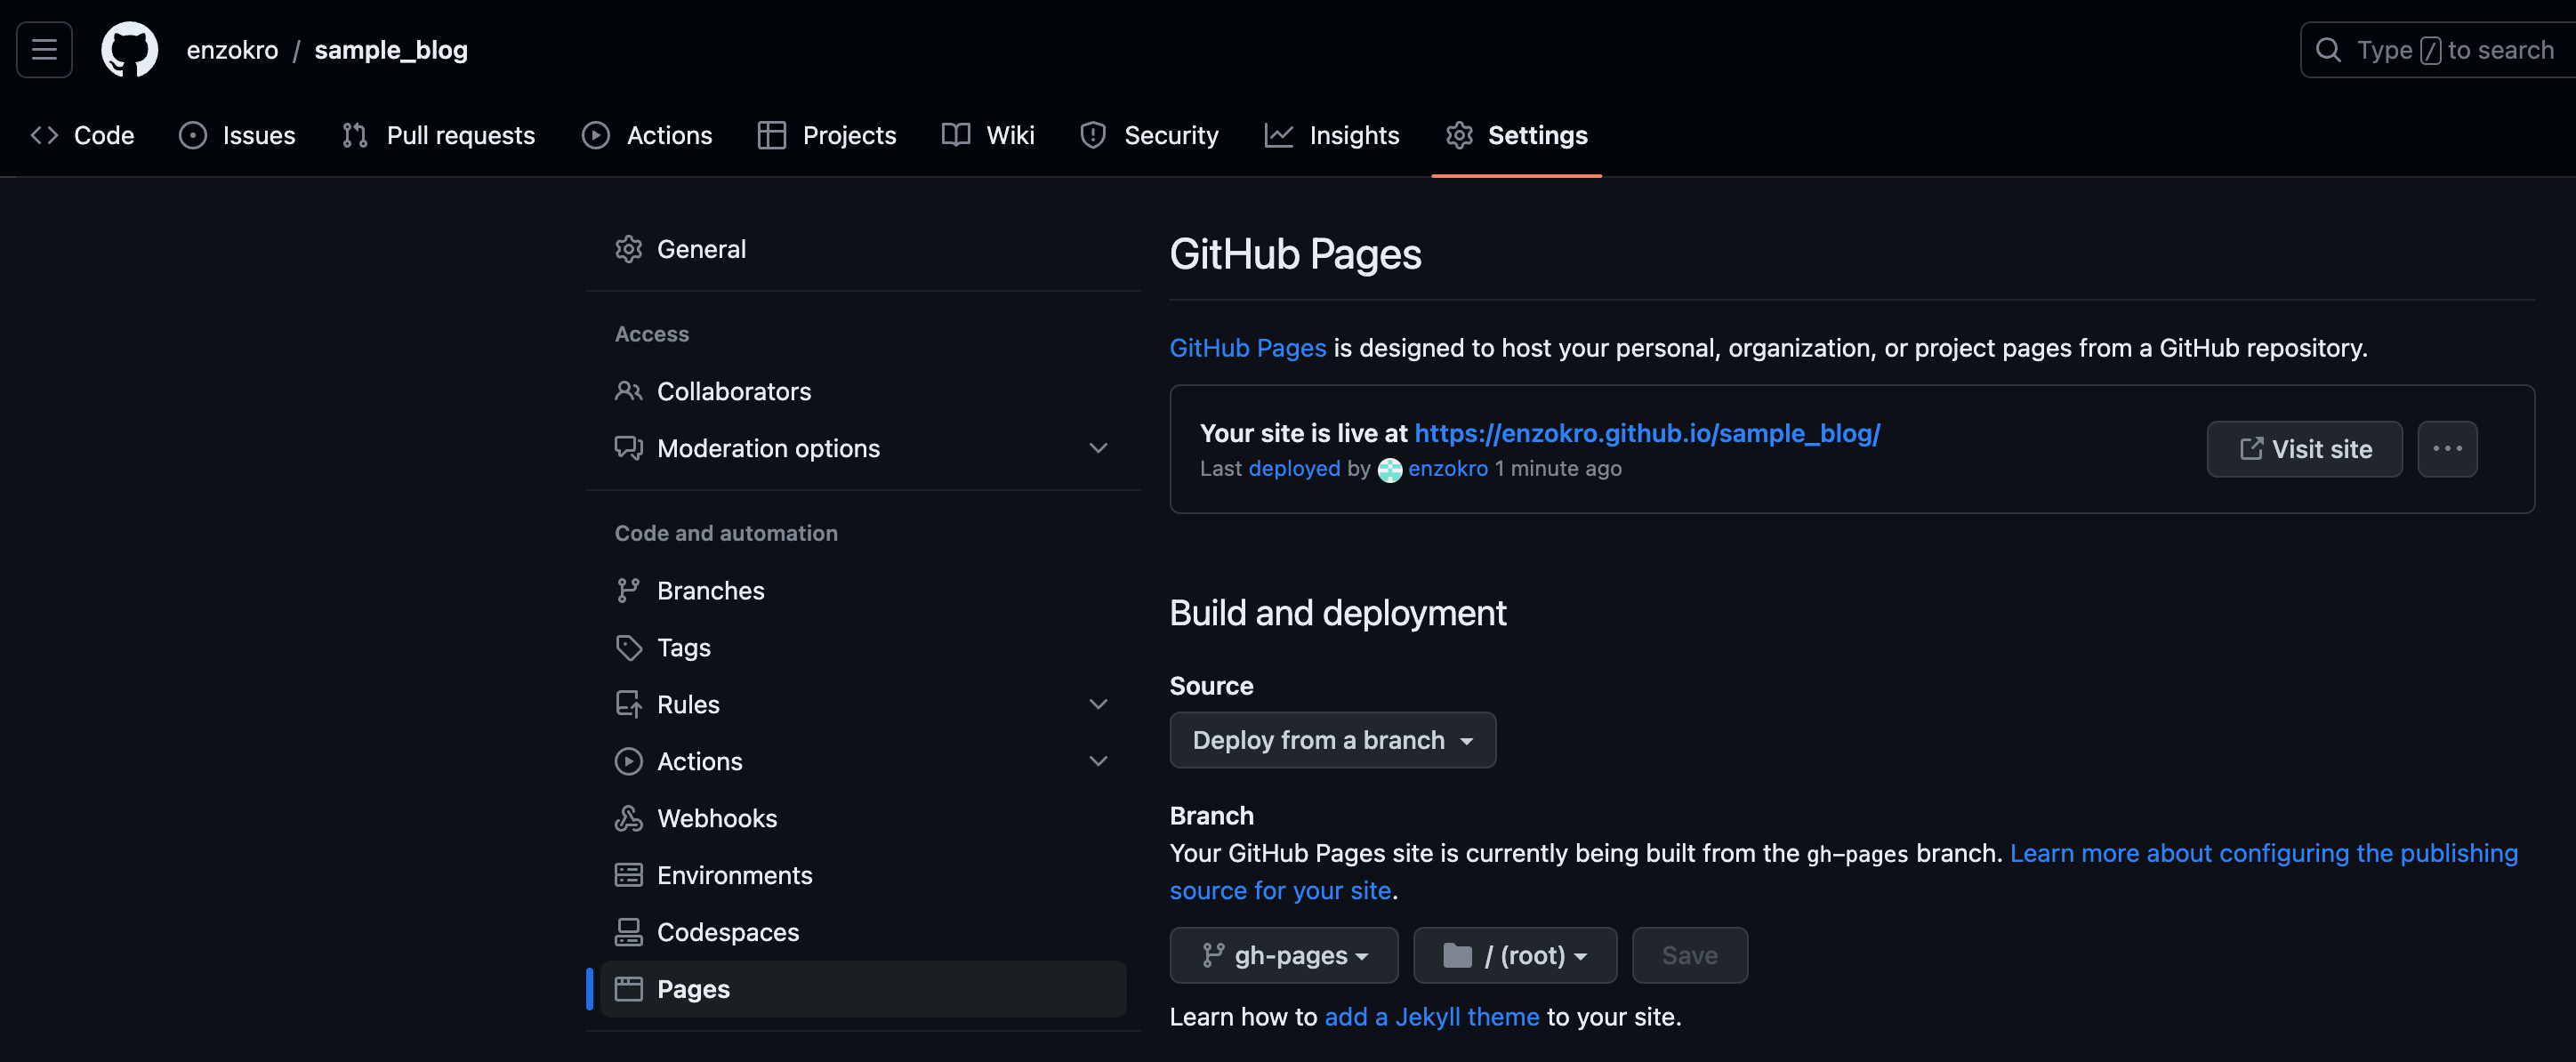 enzokro / sample_blog
Type / to search
Code Issues Pull requests Actions Projects Wiki Security Insights Settings
General
Access
Collaborators
Moderation options
Code and automation
Branches
Tags
Rules
Actions
Webhooks
Environments
Codespaces
Pages
GitHub Pages
GitHub Pages is designed to host your personal, organization, or project pages from a GitHub repository.
Your site is live at https://enzokro.github.io/sample_blog/
Last deployed by enzokro 1 minute ago
Visit site
Build and deployment
Source
Deploy from a branch
Branch
Your GitHub Pages site is currently being built from the gh-pages branch. Learn more about configuring the publishing
source for your site.
gh-pages / (root) Save
Learn how to add a Jekyll theme to your site.